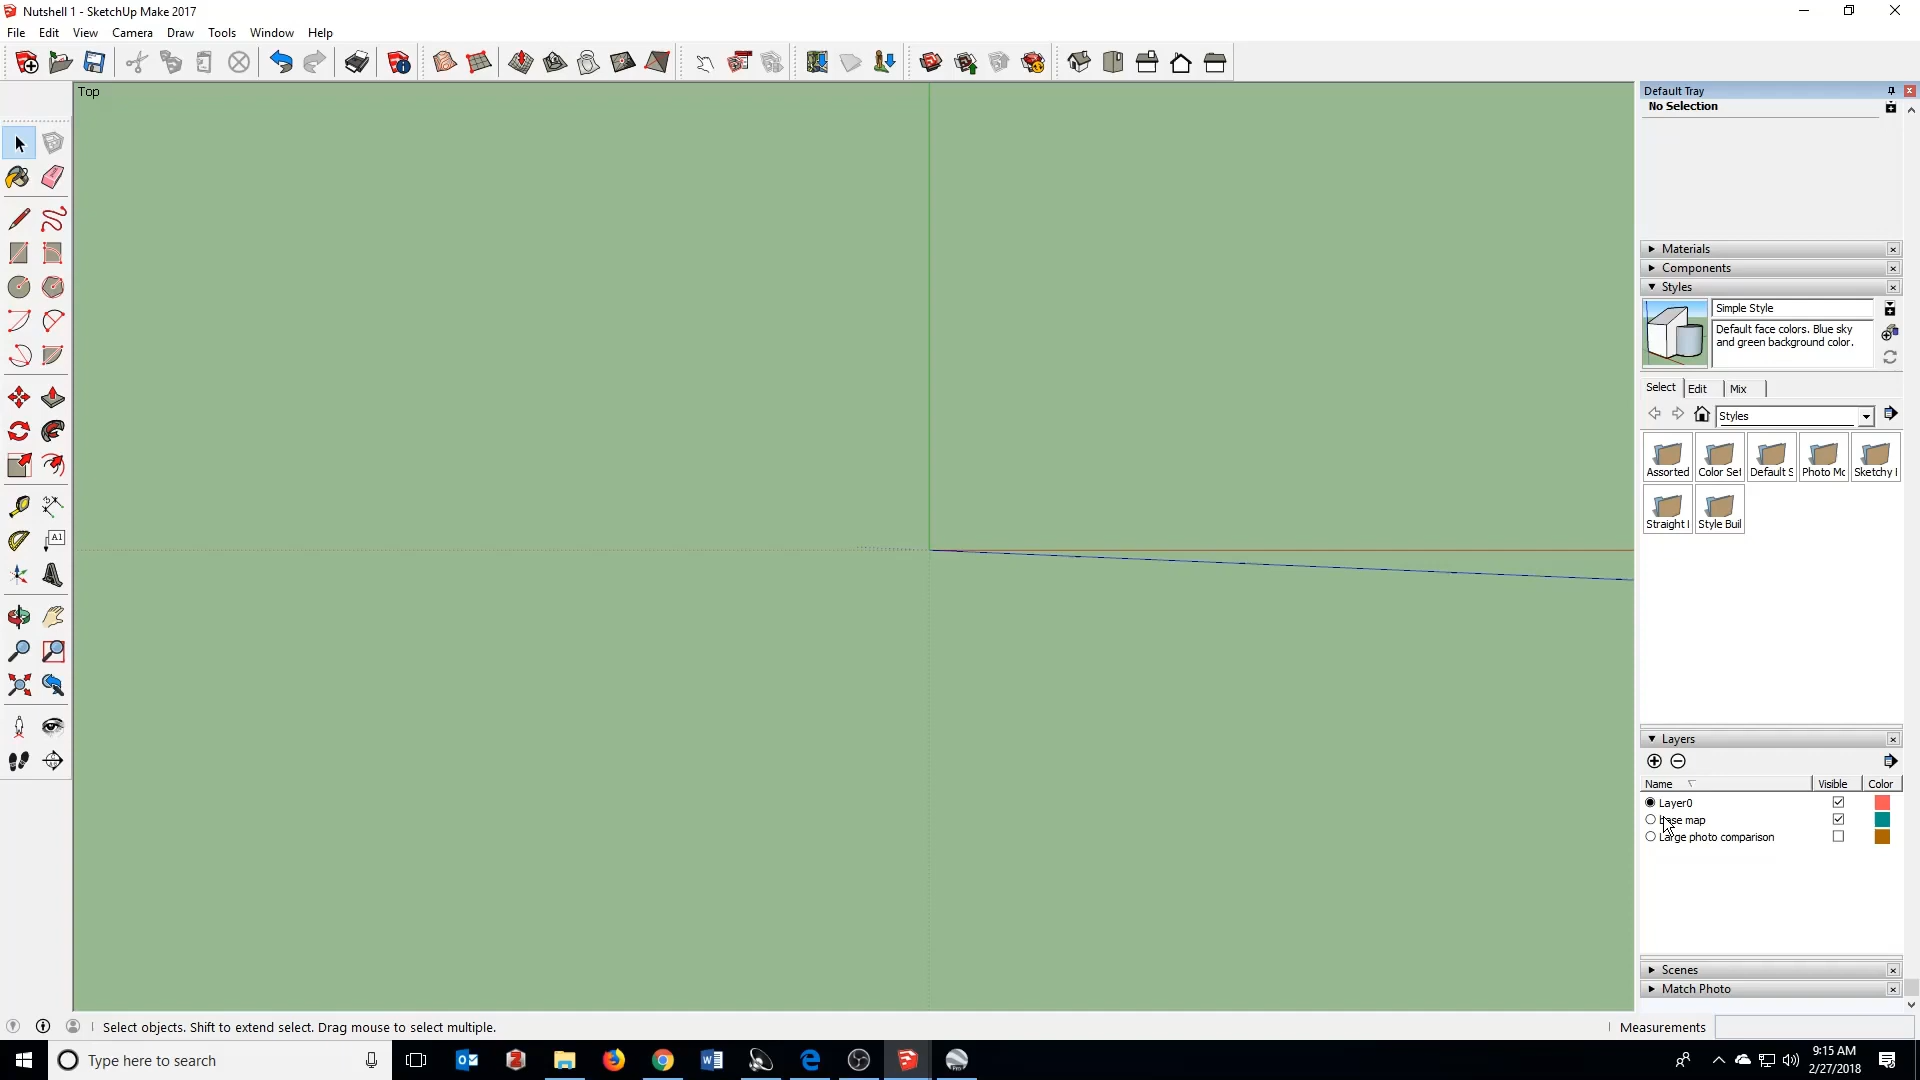 Nutshell 1 - SketchUp Make 2017
File Edit View Camera Draw Tools Window Help
Top
A1
Default Tray
No Selection
Materials
Components
Styles
Simple Style
Default face colors. Blue sky
and green background color.
Select Edit Mix
Styles
Assorted Color Set Default S Photo Mc Sketchy I
Straight I Style Buil
Layers
Name Visible Color
Layer0
base map
Large photo comparison
Scenes
Match Photo
Select objects. Shift to extend select. Drag mouse to select multiple.
Measurements
Type here to search
9:15 AM
2/27/2018